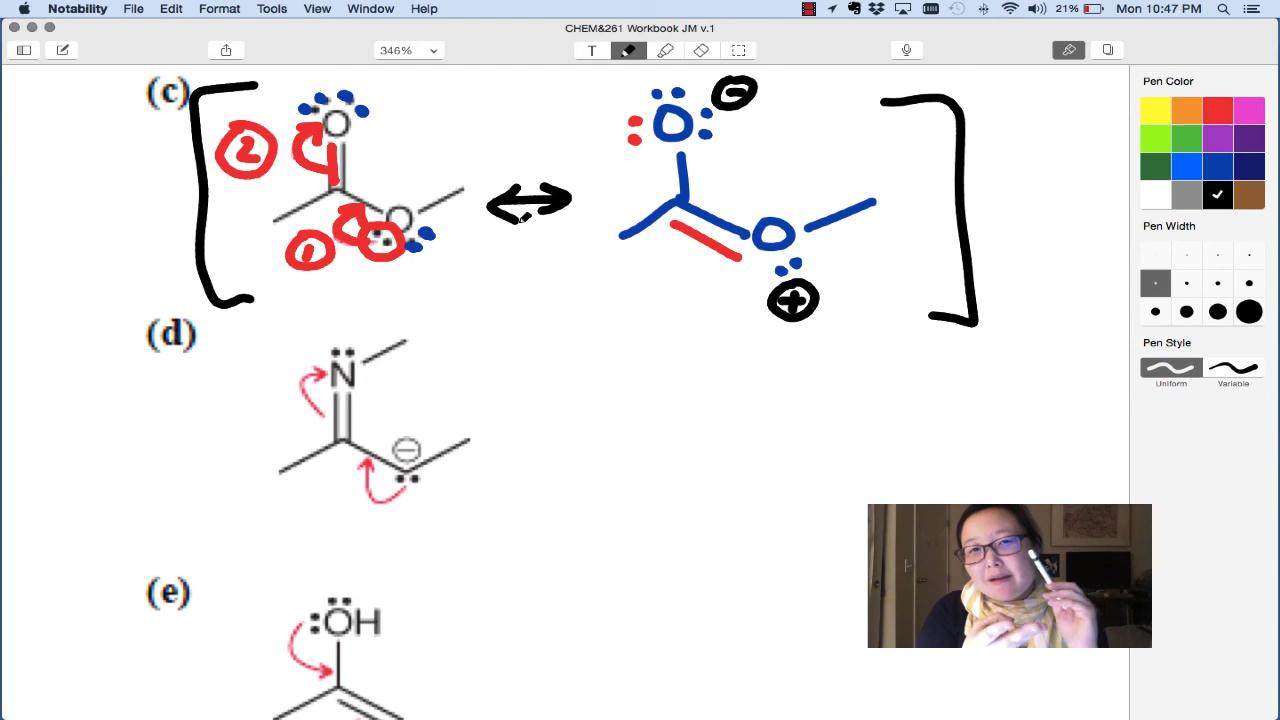 Notability File Edit Format Tools View Window Help 21% Mon 10:47 PM
CHEM&261 Workbook JM v.1
346% T
(c)
O O −
2
O O
1
+
(d)
N
−
(e)
OH
Pen Color
Pen Width
Pen Style
Uniform Variable